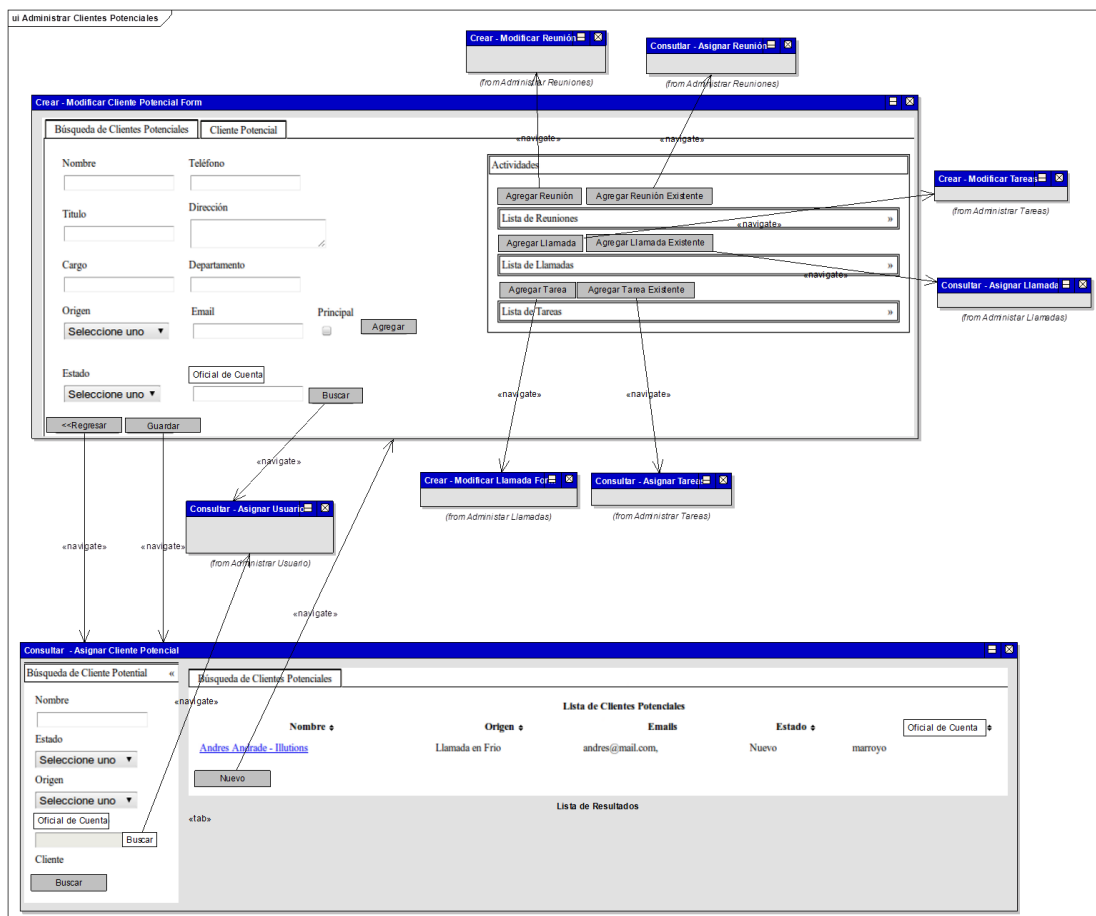 ui Administrar Clientes Potenciales
Crear - Modificar Reunión
(from Administrar Reuniones)
Consutlar - Asignar Reunión
(from Administrar Reuniones)
Crear - Modificar Cliente Potencial Form
Búsqueda de Clientes Potenciales
Cliente Potencial
«navigate»
«navigate»
Nombre
Teléfono
Titulo
Dirección
Cargo
Departamento
Origen
Email
Principal
Seleccione uno
Agregar
Estado
Oficial de Cuenta
Seleccione uno
Buscar
<<Regresar
Guardar
Actividades
Agregar Reunión
Agregar Reunión Existente
Lista de Reuniones »
«navigate»
Agregar Llamada
Agregar Llamada Existente
Lista de Llamadas »
«navigate»
Agregar Tarea
Agregar Tarea Existente
Lista de Tareas »
Crear - Modificar Tareas
(from Administrar Tareas)
Consultar - Asignar Llamada
(from Administar Llamadas)
«navigate»
«navigate»
«navigate»
Crear - Modificar Llamada For
(from Administar Llamadas)
Consultar - Asignar Tareas
(from Administrar Tareas)
Consultar - Asignar Usuario
(from Administrar Usuario)
«navigate»
«navigate»
«navigate»
Consultar - Asignar Cliente Potencial
Búsqueda de Cliente Potential «
Nombre
Estado
Seleccione uno
Origen
Seleccione uno
Oficial de Cuenta
Buscar
Cliente
Buscar
«navigate»
Búsqueda de Clientes Potenciales
Lista de Clientes Potenciales
Nombre Origen Emails Estado Oficial de Cuenta
Andres Andrade - Illutions Llamada en Frio andres@mail.com, Nuevo marroyo
Nuevo
Lista de Resultados
«tab»